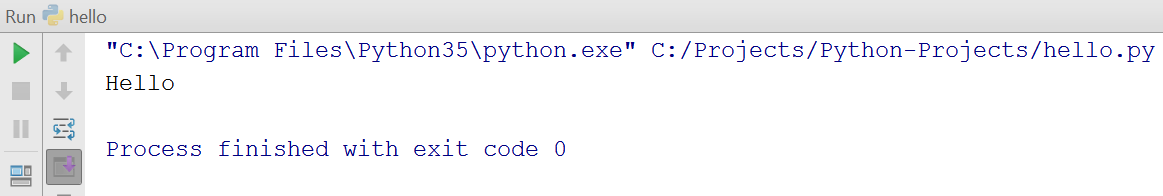 Run hello
"C:\Program Files\Python35\python.exe" C:/Projects/Python-Projects/hello.py
Hello
Process finished with exit code 0